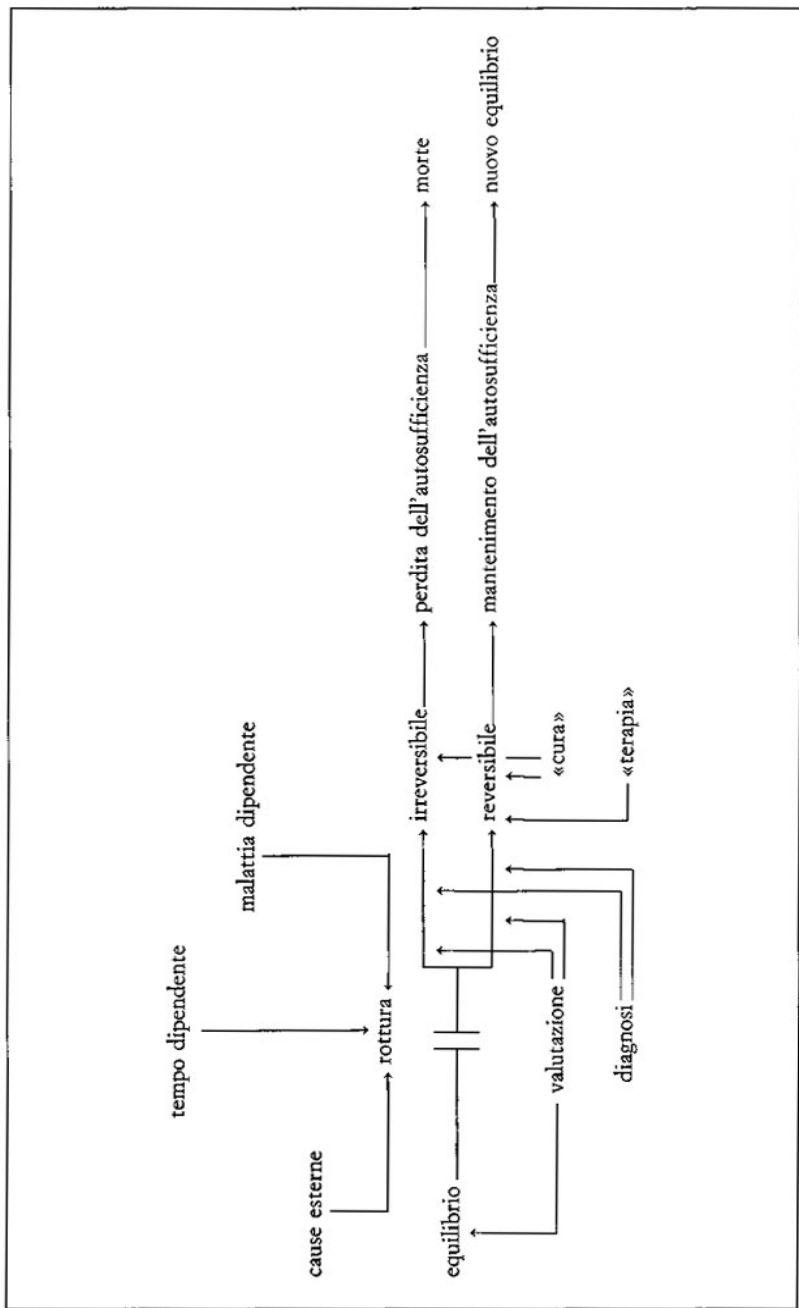 tempo dipendente
malattia dipendente
cause esterne
rottura
equilibrio
irreversibile
perdita dell'autosufficienza
morte
reversibile
mantenimento dell'autosufficienza
nuovo equilibrio
valutazione
«cura»
diagnosi
«terapia»